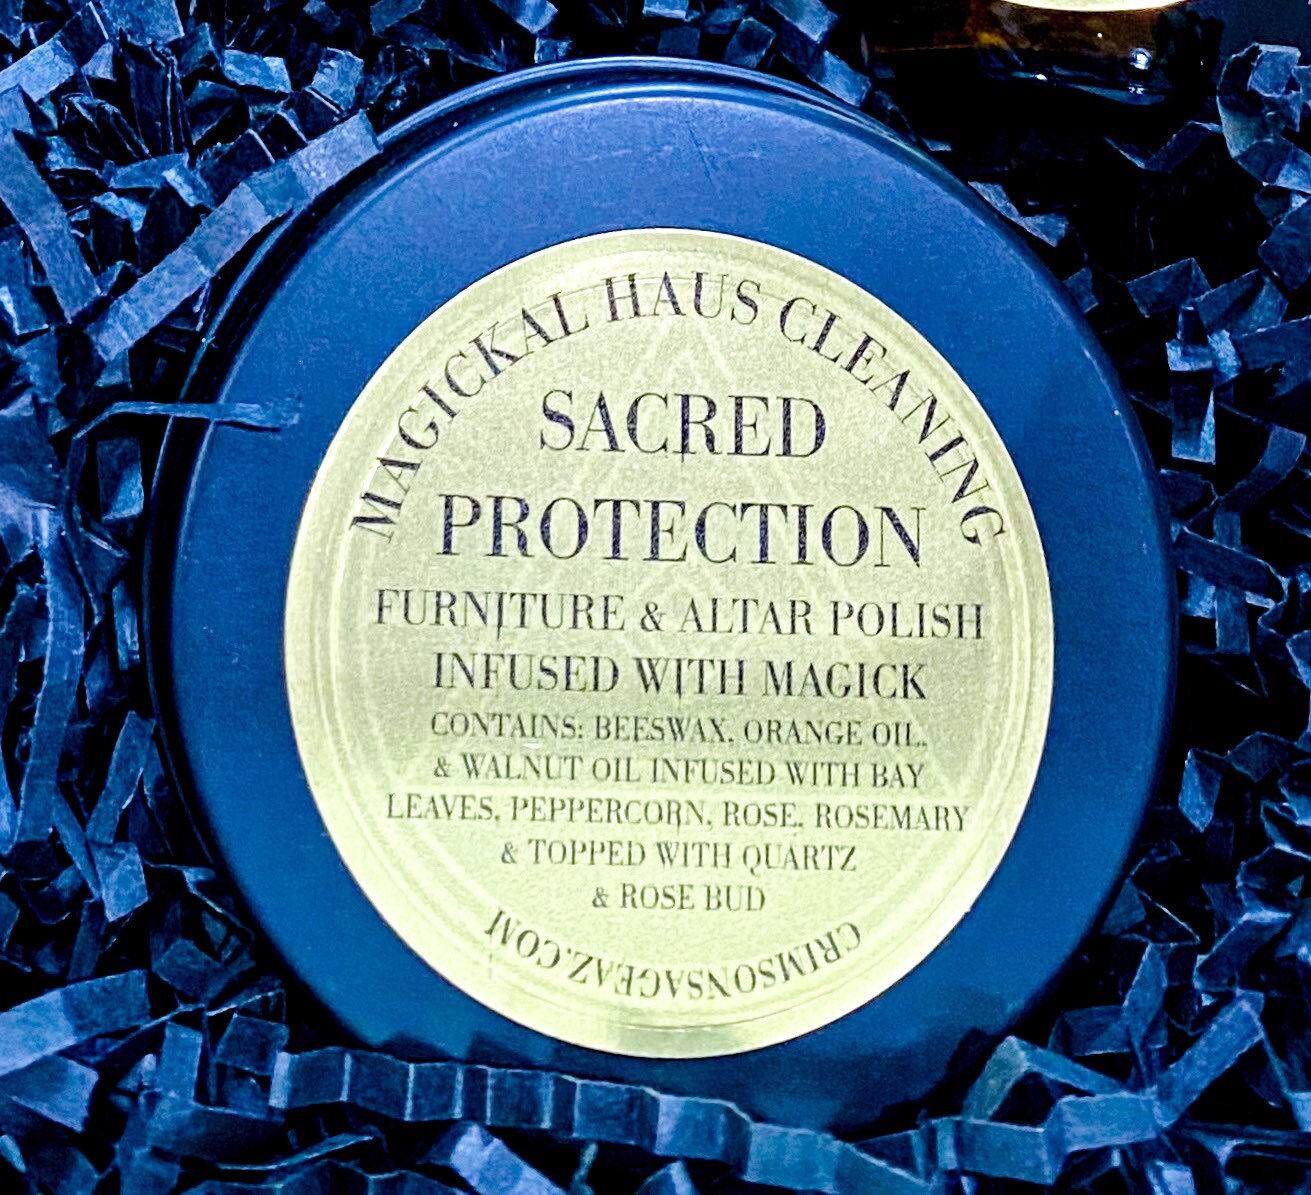 MAGICKAL HAUS CLEANING
SACRED
PROTECTION
FURNITURE & ALTAR POLISH
INFUSED WITH MAGICK
CONTAINS: BEESWAX, ORANGE OIL,
& WALNUT OIL INFUSED WITH BAY
LEAVES, PEPPERCORN, ROSE, ROSEMARY
& TOPPED WITH QUARTZ
& ROSE BUD
CRIMSONSAGEAZ.COM